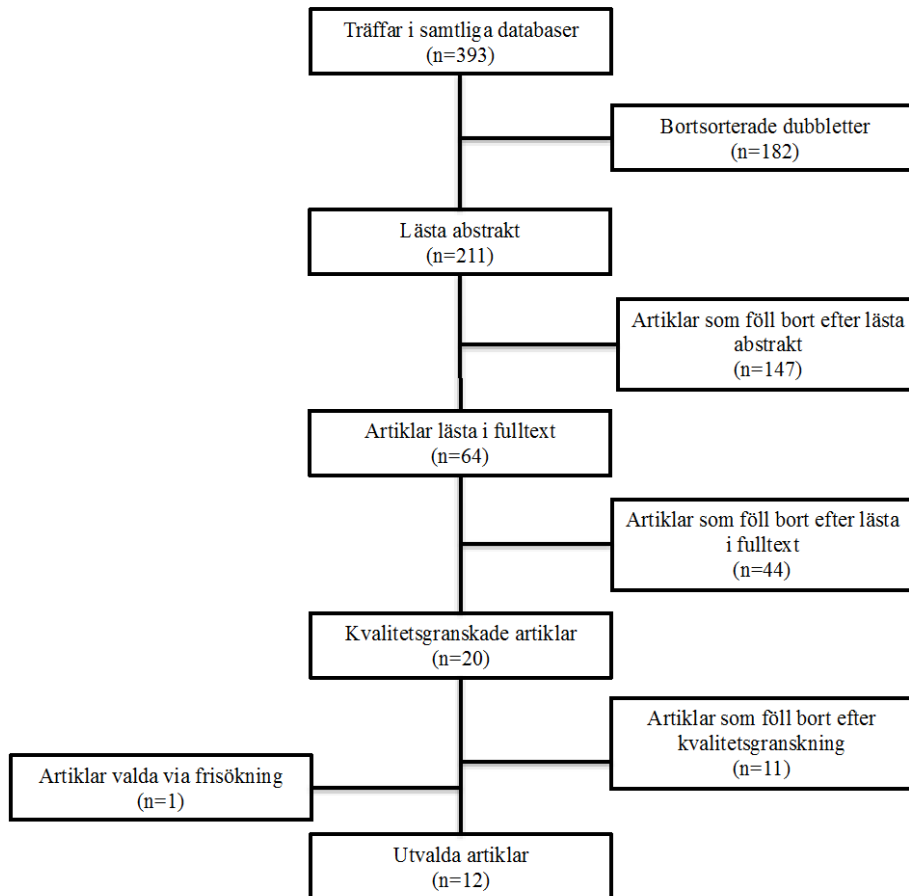 Träffar i samtliga databaser
(n=393)
Bortsorterade dubbletter
(n=182)
Lästa abstrakt
(n=211)
Artiklar som föll bort efter lästa
abstrakt
(n=147)
Artiklar lästa i fulltext
(n=64)
Artiklar som föll bort efter lästa
i fulltext
(n=44)
Kvalitetsgranskade artiklar
(n=20)
Artiklar som föll bort efter
kvalitetsgranskning
(n=11)
Artiklar valda via frisökning
(n=1)
Utvalda artiklar
(n=12)